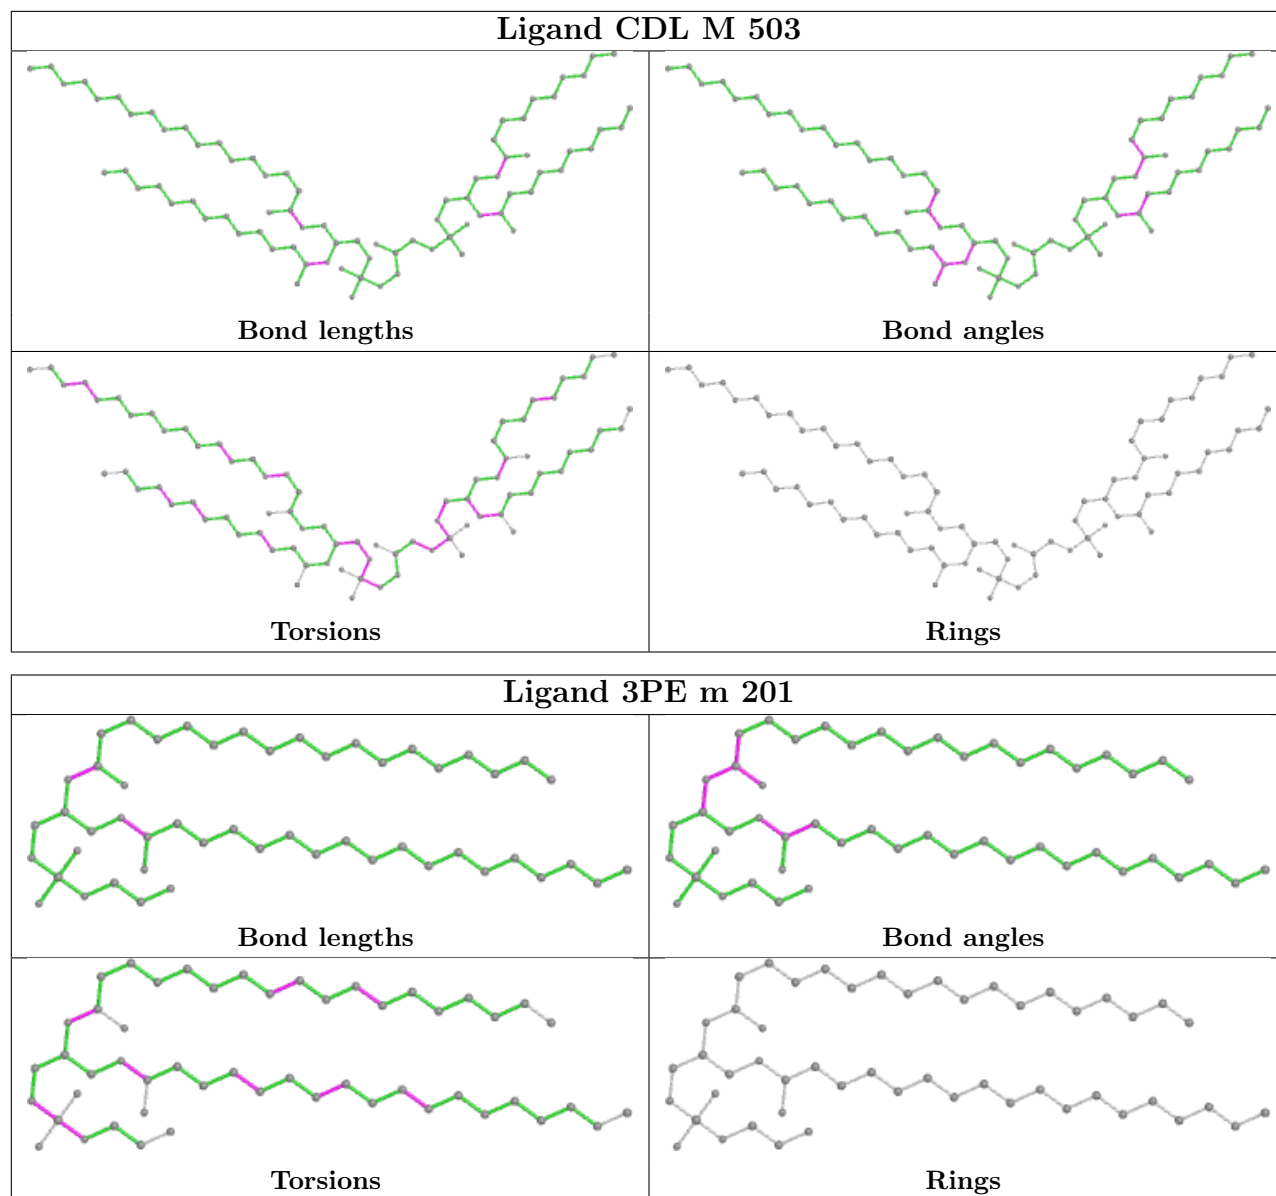 Ligand CDL M 503
Bond lengths
Bond angles
Torsions
Rings
Ligand 3PE m 201
Bond lengths
Bond angles
Torsions
Rings